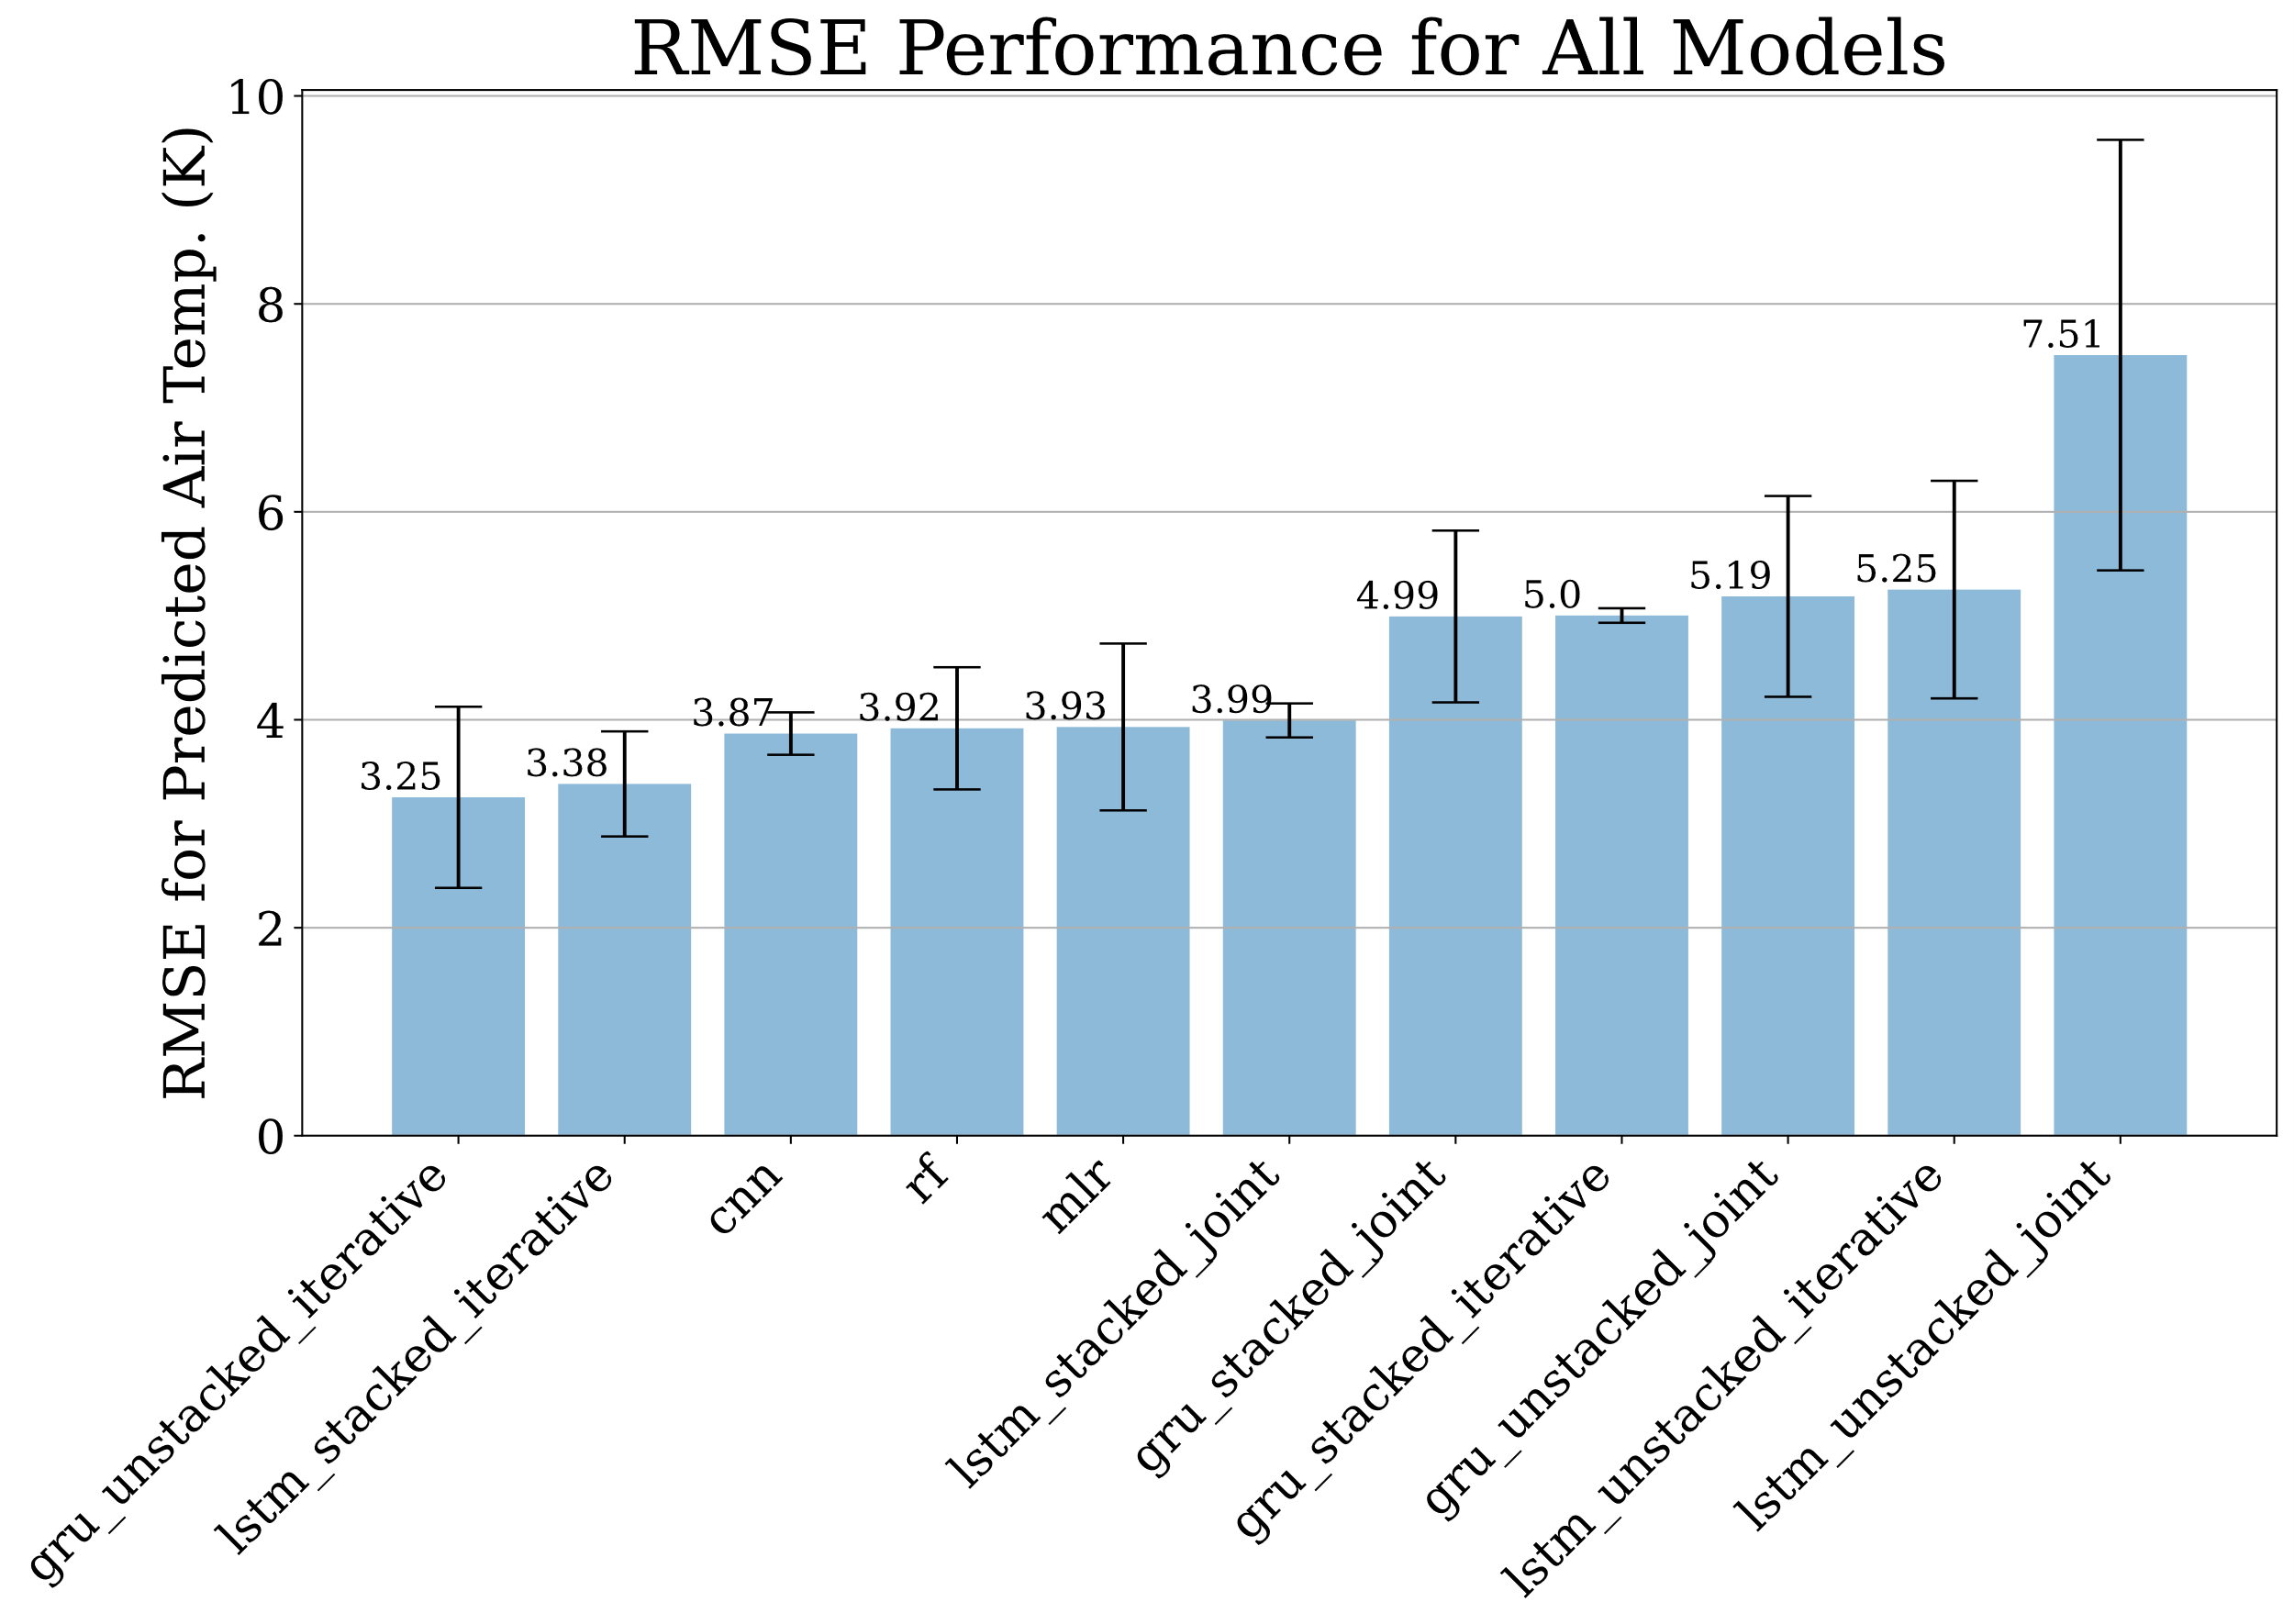 RMSE Performance for All Models
RMSE for Predicted Air Temp. (K)
10
8
6
4
2
0
3.25
3.38
3.87
3.92
3.93
3.99
4.99
5.0
5.19
5.25
7.51
gru_unstacked_iterative
lstm_stacked_iterative
cnn
rf
mlr
lstm_stacked_joint
gru_stacked_joint
gru_stacked_iterative
gru_unstacked_joint
lstm_unstacked_iterative
lstm_unstacked_joint